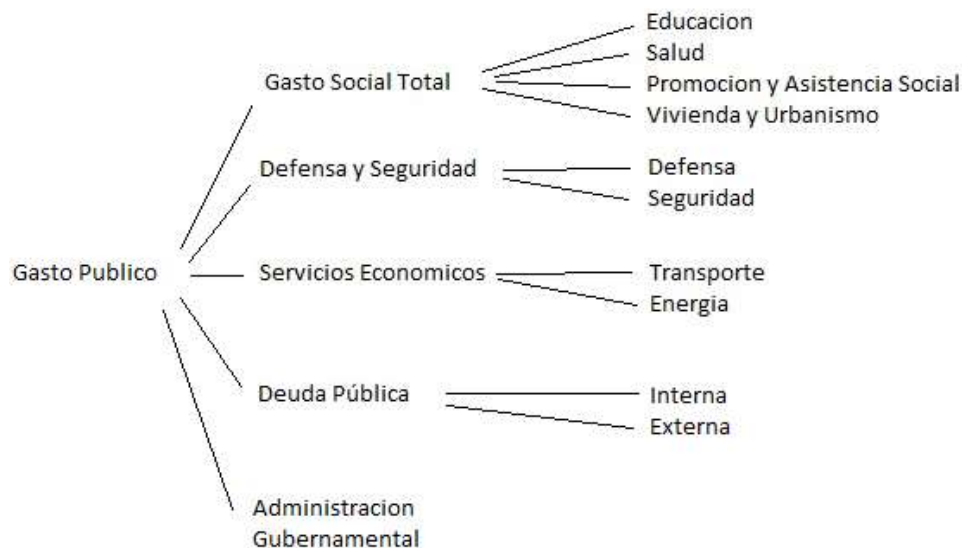 Educacion
Salud
Gasto Social Total
Promocion y Asistencia Social
Vivienda y Urbanismo
Defensa y Seguridad
Defensa
Seguridad
Gasto Publico
Servicios Economicos
Transporte
Energia
Deuda Pública
Interna
Externa
Administracion
Gubernamental